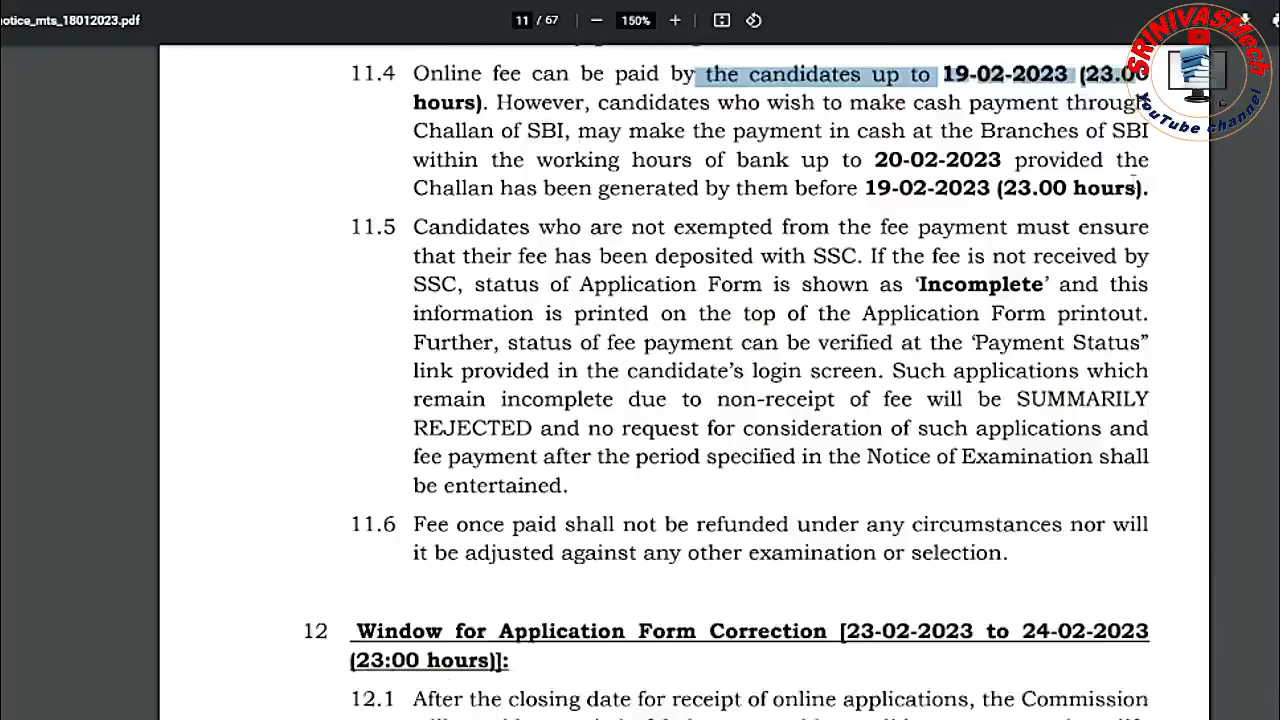 notice_mts_18012023.pdf
11 / 67
150%
SRINIVASMech
YouTube channel
11.4 Online fee can be paid by the candidates up to 19-02-2023 (23.00
hours). However, candidates who wish to make cash payment through
Challan of SBI, may make the payment in cash at the Branches of SBI
within the working hours of bank up to 20-02-2023 provided the
Challan has been generated by them before 19-02-2023 (23.00 hours).
11.5 Candidates who are not exempted from the fee payment must ensure
that their fee has been deposited with SSC. If the fee is not received by
SSC, status of Application Form is shown as ‘Incomplete’ and this
information is printed on the top of the Application Form printout.
Further, status of fee payment can be verified at the ‘Payment Status”
link provided in the candidate’s login screen. Such applications which
remain incomplete due to non-receipt of fee will be SUMMARILY
REJECTED and no request for consideration of such applications and
fee payment after the period specified in the Notice of Examination shall
be entertained.
11.6 Fee once paid shall not be refunded under any circumstances nor will
it be adjusted against any other examination or selection.
12 Window for Application Form Correction [23-02-2023 to 24-02-2023
(23:00 hours)]:
12.1 After the closing date for receipt of online applications, the Commission